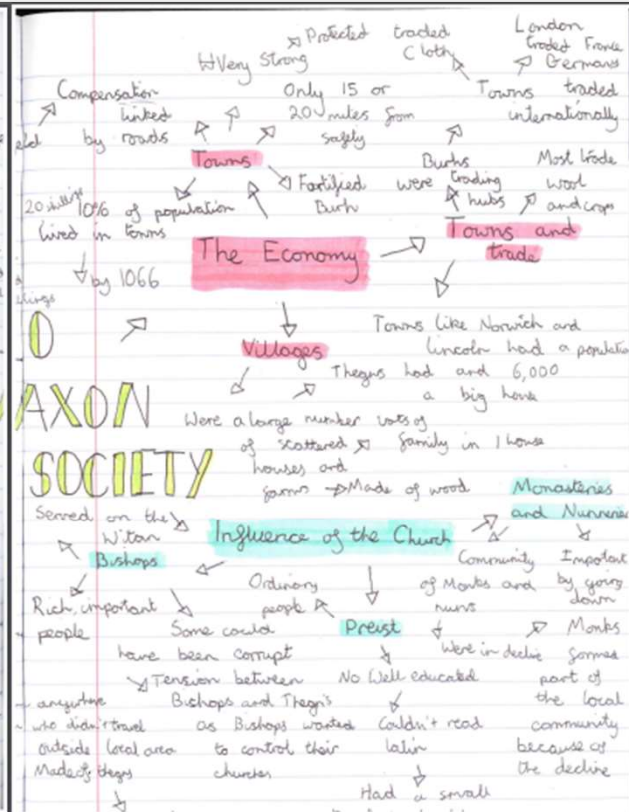 London
Protected traded
Cloth
traded France
Germans
Very Strong
Compensation
linked
by roads
Only 15 or
20 miles from
safety
Towns traded
internationally
Towns
Fortified
Burh
Burhs
were trading
hubs
Most trade
wool
and crops
20 shillings
10% of population
lived in towns
by 1066
The Economy
Towns and
trade
Villages
Towns like Norwich and
Lincoln had a population
6,000
Thegns had and
a big house
O
AXON
SOCIETY
Were a large number
of scattered
houses and
farms
lots of
family in 1 house
Made of wood
Monasteries
and Nunneries
Served on the
Witan
Bishops
Influence of the Church
Rich, important
people
Ordinary
people
Preist
Community
of Monks and
nuns
Important
by going
down
Some could
have been corrupt
Were in decline
Monks
formed
part of
the local
community
because of
the decline
Tension between
Bishops and Thegn's
as Bishops wanted
to control their
churches
No Well educated
Couldn't read
latin
Had a small
anywhere
who didn't travel
outside local area
Made of thegns